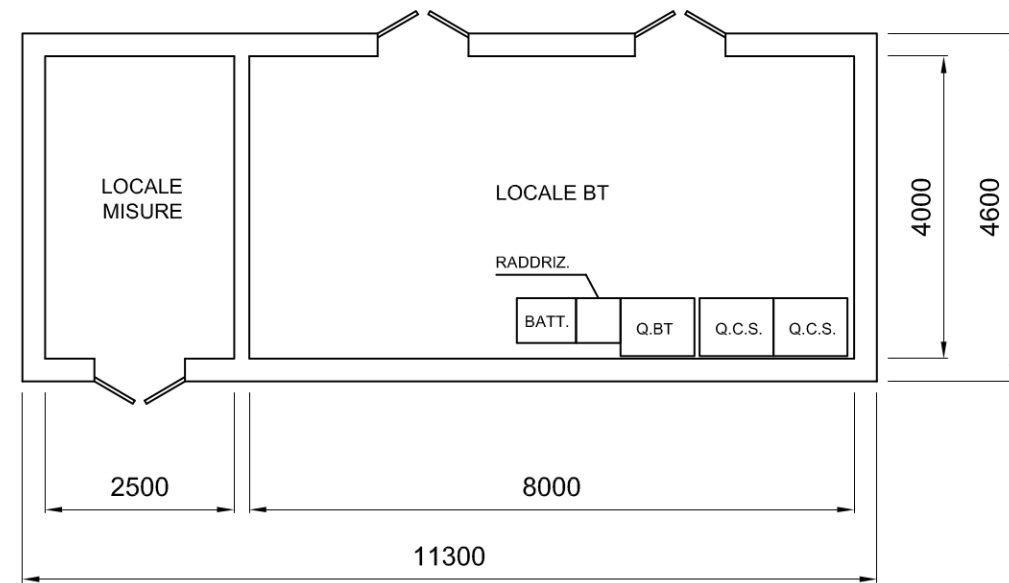 LOCALE
MISURE
LOCALE BT
RADDRIZ.
BATT.
Q.BT
Q.C.S.
Q.C.S.
4000
4600
2500
8000
11300